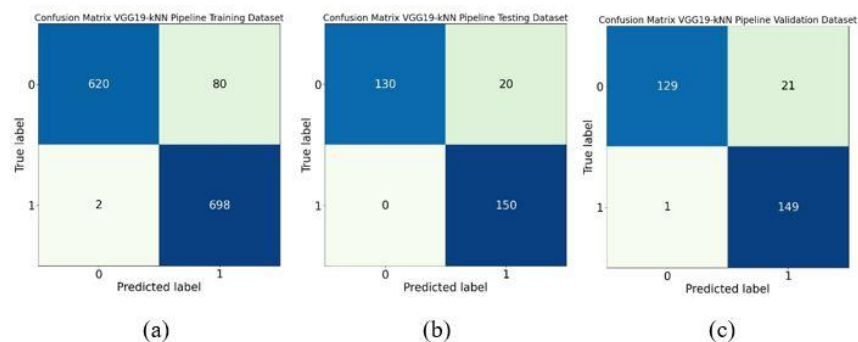 Confusion Matrix VGG19-kNN Pipeline Training Dataset
0
620
80
True label
1
2
698
0
1
Predicted label
(a)
Confusion Matrix VGG19-kNN Pipeline Testing Dataset
0
130
20
True label
1
0
150
0
1
Predicted label
(b)
Confusion Matrix VGG19-kNN Pipeline Validation Dataset
0
129
21
True label
1
1
149
0
1
Predicted label
(c)